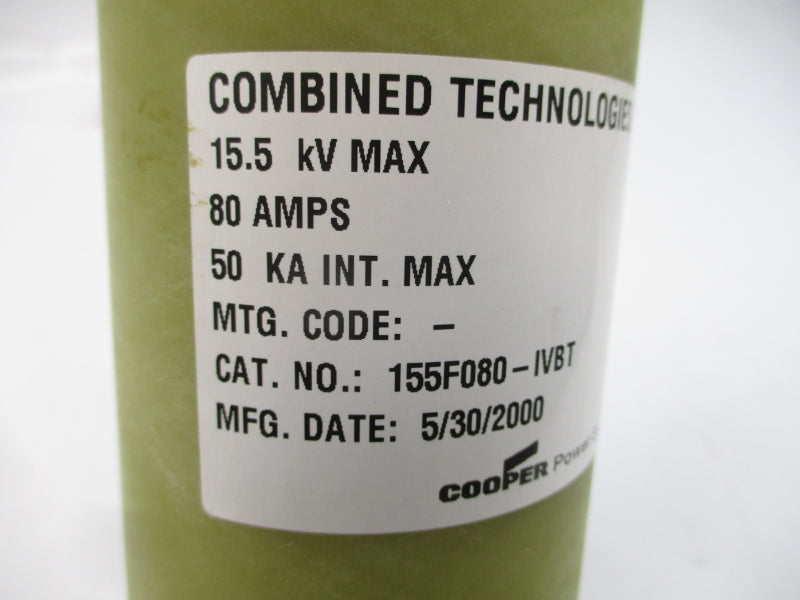 COMBINED TECHNOLOGIES
15.5 kV MAX
80 AMPS
50 KA INT. MAX
MTG. CODE: –
CAT. NO.: 155F080-IVBT
MFG. DATE: 5/30/2000
COOPER Power